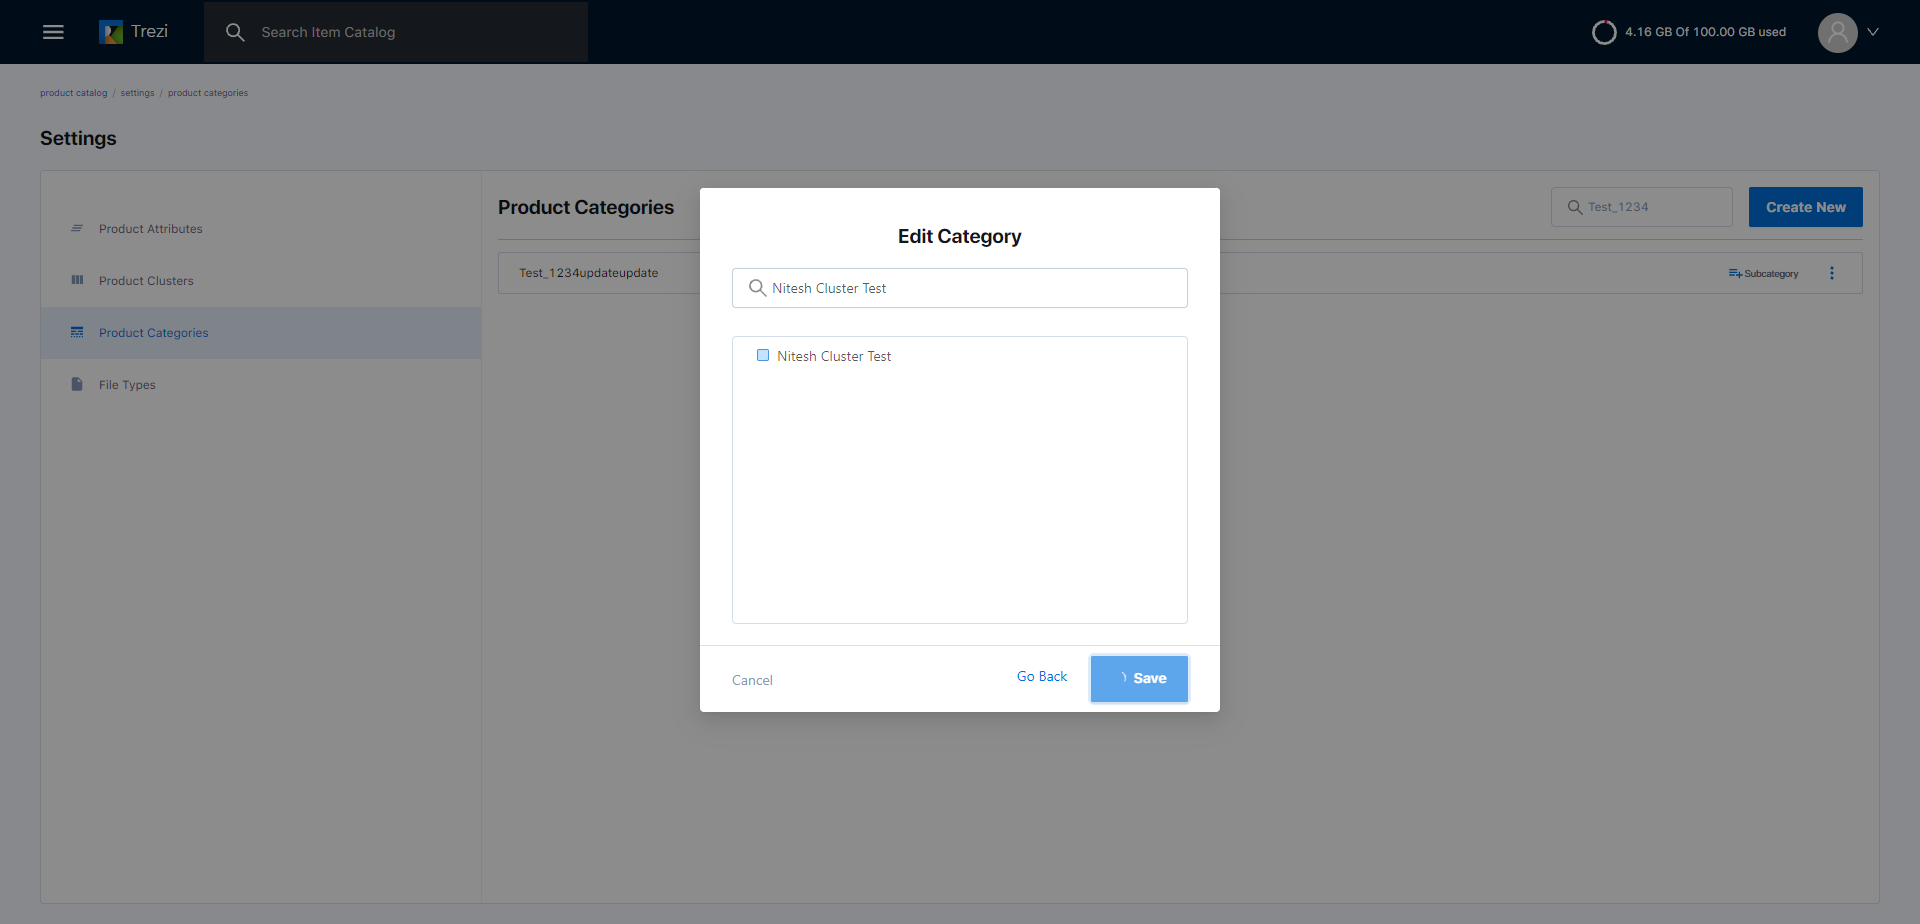 Trezi
Search Item Catalog
4.16 GB Of 100.00 GB used
product catalog / settings / product categories
Settings
Product Attributes
Product Clusters
Product Categories
File Types
Product Categories
Test_1234
Create New
Test_1234updateupdate
Subcategory
Edit Category
Nitesh Cluster Test
Nitesh Cluster Test
Cancel
Go Back
Save